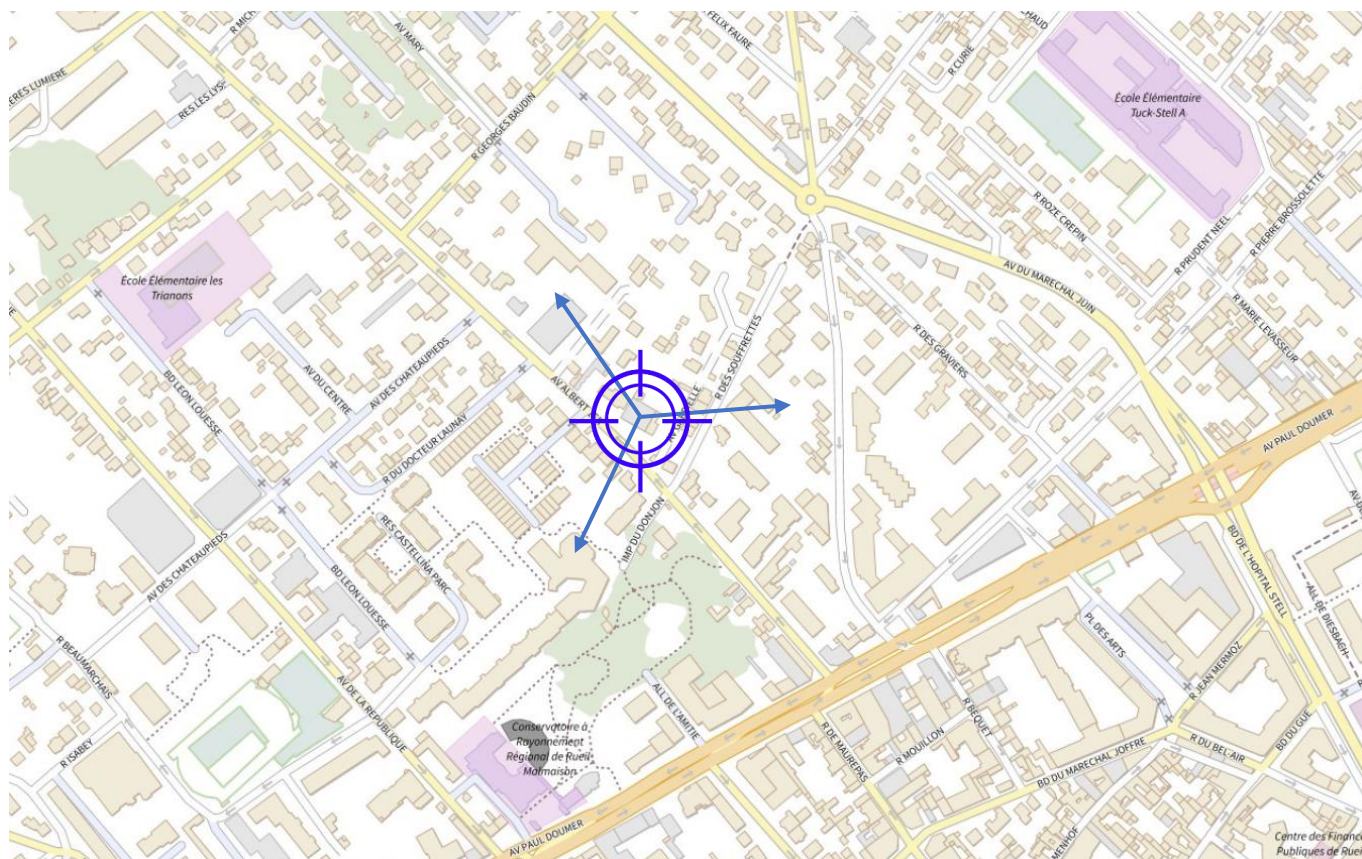 R MICH
AV MARY
FELIX FAURE
R CURIE
CHAUD
ERES LUMIERE
RES LES LYS
R GEORGES BAUDIN
École Élémentaire
Tuck-Stell A
R ROZE CREPIN
R PRUDENT NEEL
R PIERRE BROSSOLETTE
École Élémentaire les
Trianons
AV DU MARECHAL JUIN
R MARIE LEVASSEUR
R DES GRAVIERS
R DES SOUFFRETTES
AV DES CHATEAUPIEDS
AV DU CENTRE
BD LEON LOUESSE
AV ALBERT
R DU DOCTEUR LAUNAY
AV PAUL DOUMER
RES CASTELLINA PARC
IMP DU DONJON
AV DES CHATEAUPIEDS
BD LEON LOUESSE
BD DE L'HOPITAL STELL
ALL DE DIESBACH
PL DES ARTS
R BEAUMARCHAIS
AV DE LA REPUBLIQUE
R JEAN MERMOZ
ALL DE L'AMITIE
R BEQUET
R ISABEY
Conservatoire à
Rayonnement
Régional de Rueil-
Malmaison
R DE MAUREPAS
R MOUILLON
BD DU MARECHAL JOFFRE
R DU BEL-AIR
BD DU GUE
AV PAUL DOUMER
MENHOF
Centre des Finance
Publiques de Rueil